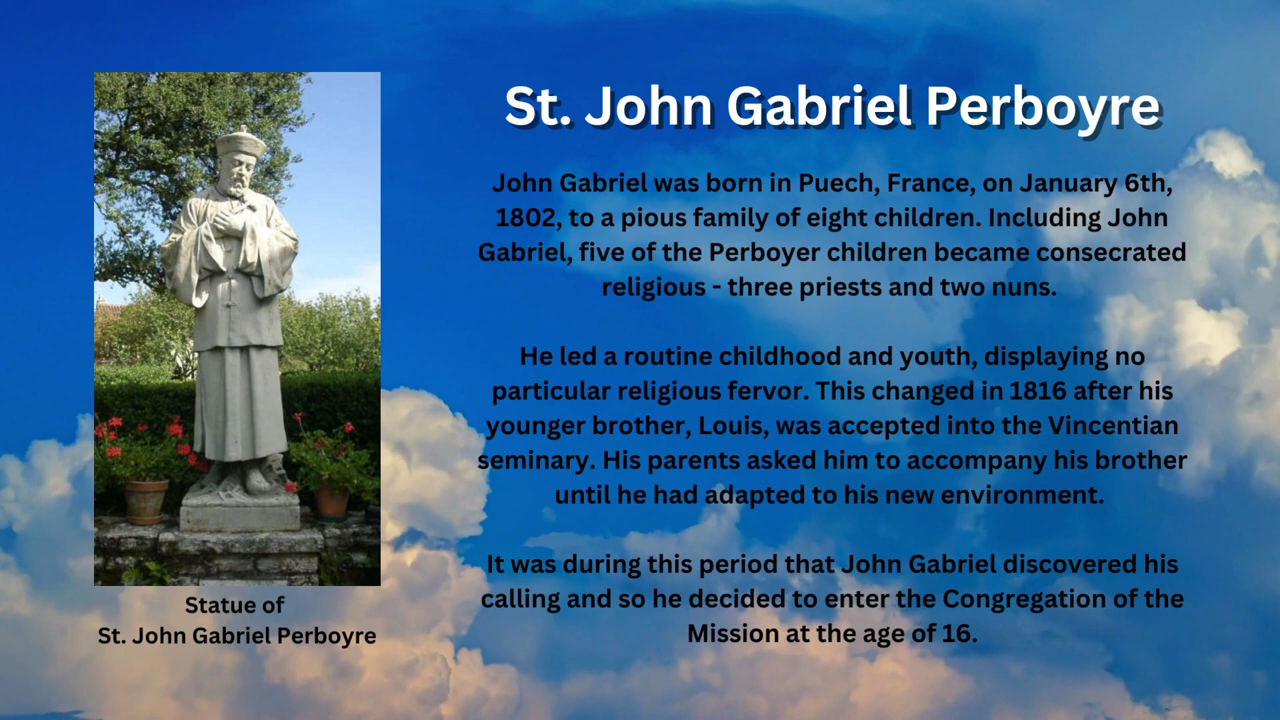 St. John Gabriel Perboyre
John Gabriel was born in Puech, France, on January 6th,
1802, to a pious family of eight children. Including John
Gabriel, five of the Perboyer children became consecrated
religious - three priests and two nuns.
He led a routine childhood and youth, displaying no
particular religious fervor. This changed in 1816 after his
younger brother, Louis, was accepted into the Vincentian
seminary. His parents asked him to accompany his brother
until he had adapted to his new environment.
It was during this period that John Gabriel discovered his
calling and so he decided to enter the Congregation of the
Mission at the age of 16.
Statue of
St. John Gabriel Perboyre